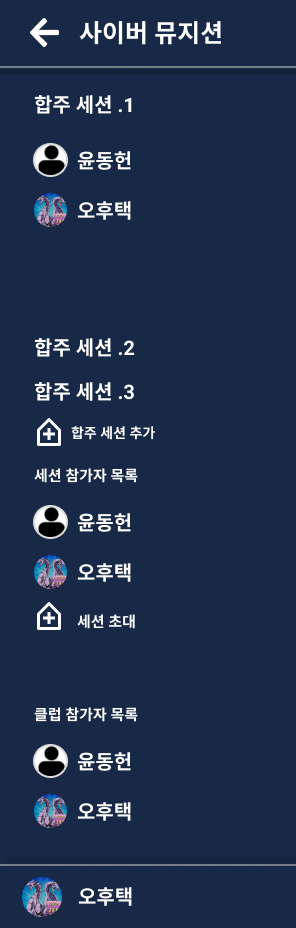 사이버 뮤지션
합주 세션 .1
윤동헌
오후택
합주 세션 .2
합주 세션 .3
합주 세션 추가
세션 참가자 목록
윤동헌
오후택
세션 초대
클럽 참가자 목록
윤동헌
오후택
오후택